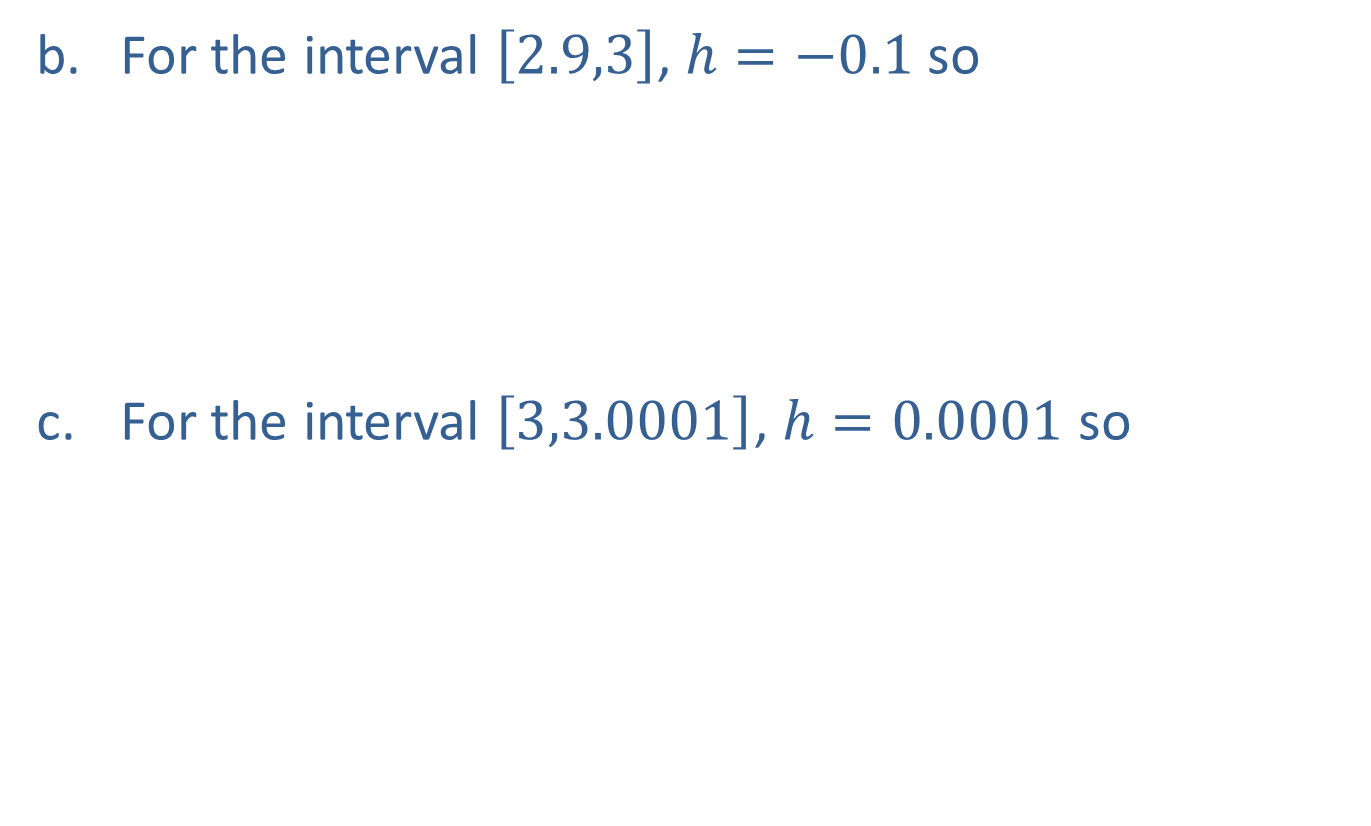 b. For the interval [2.9,3], ℎ = −0.1 so
c. For the interval [3,3.0001], ℎ = 0.0001 so